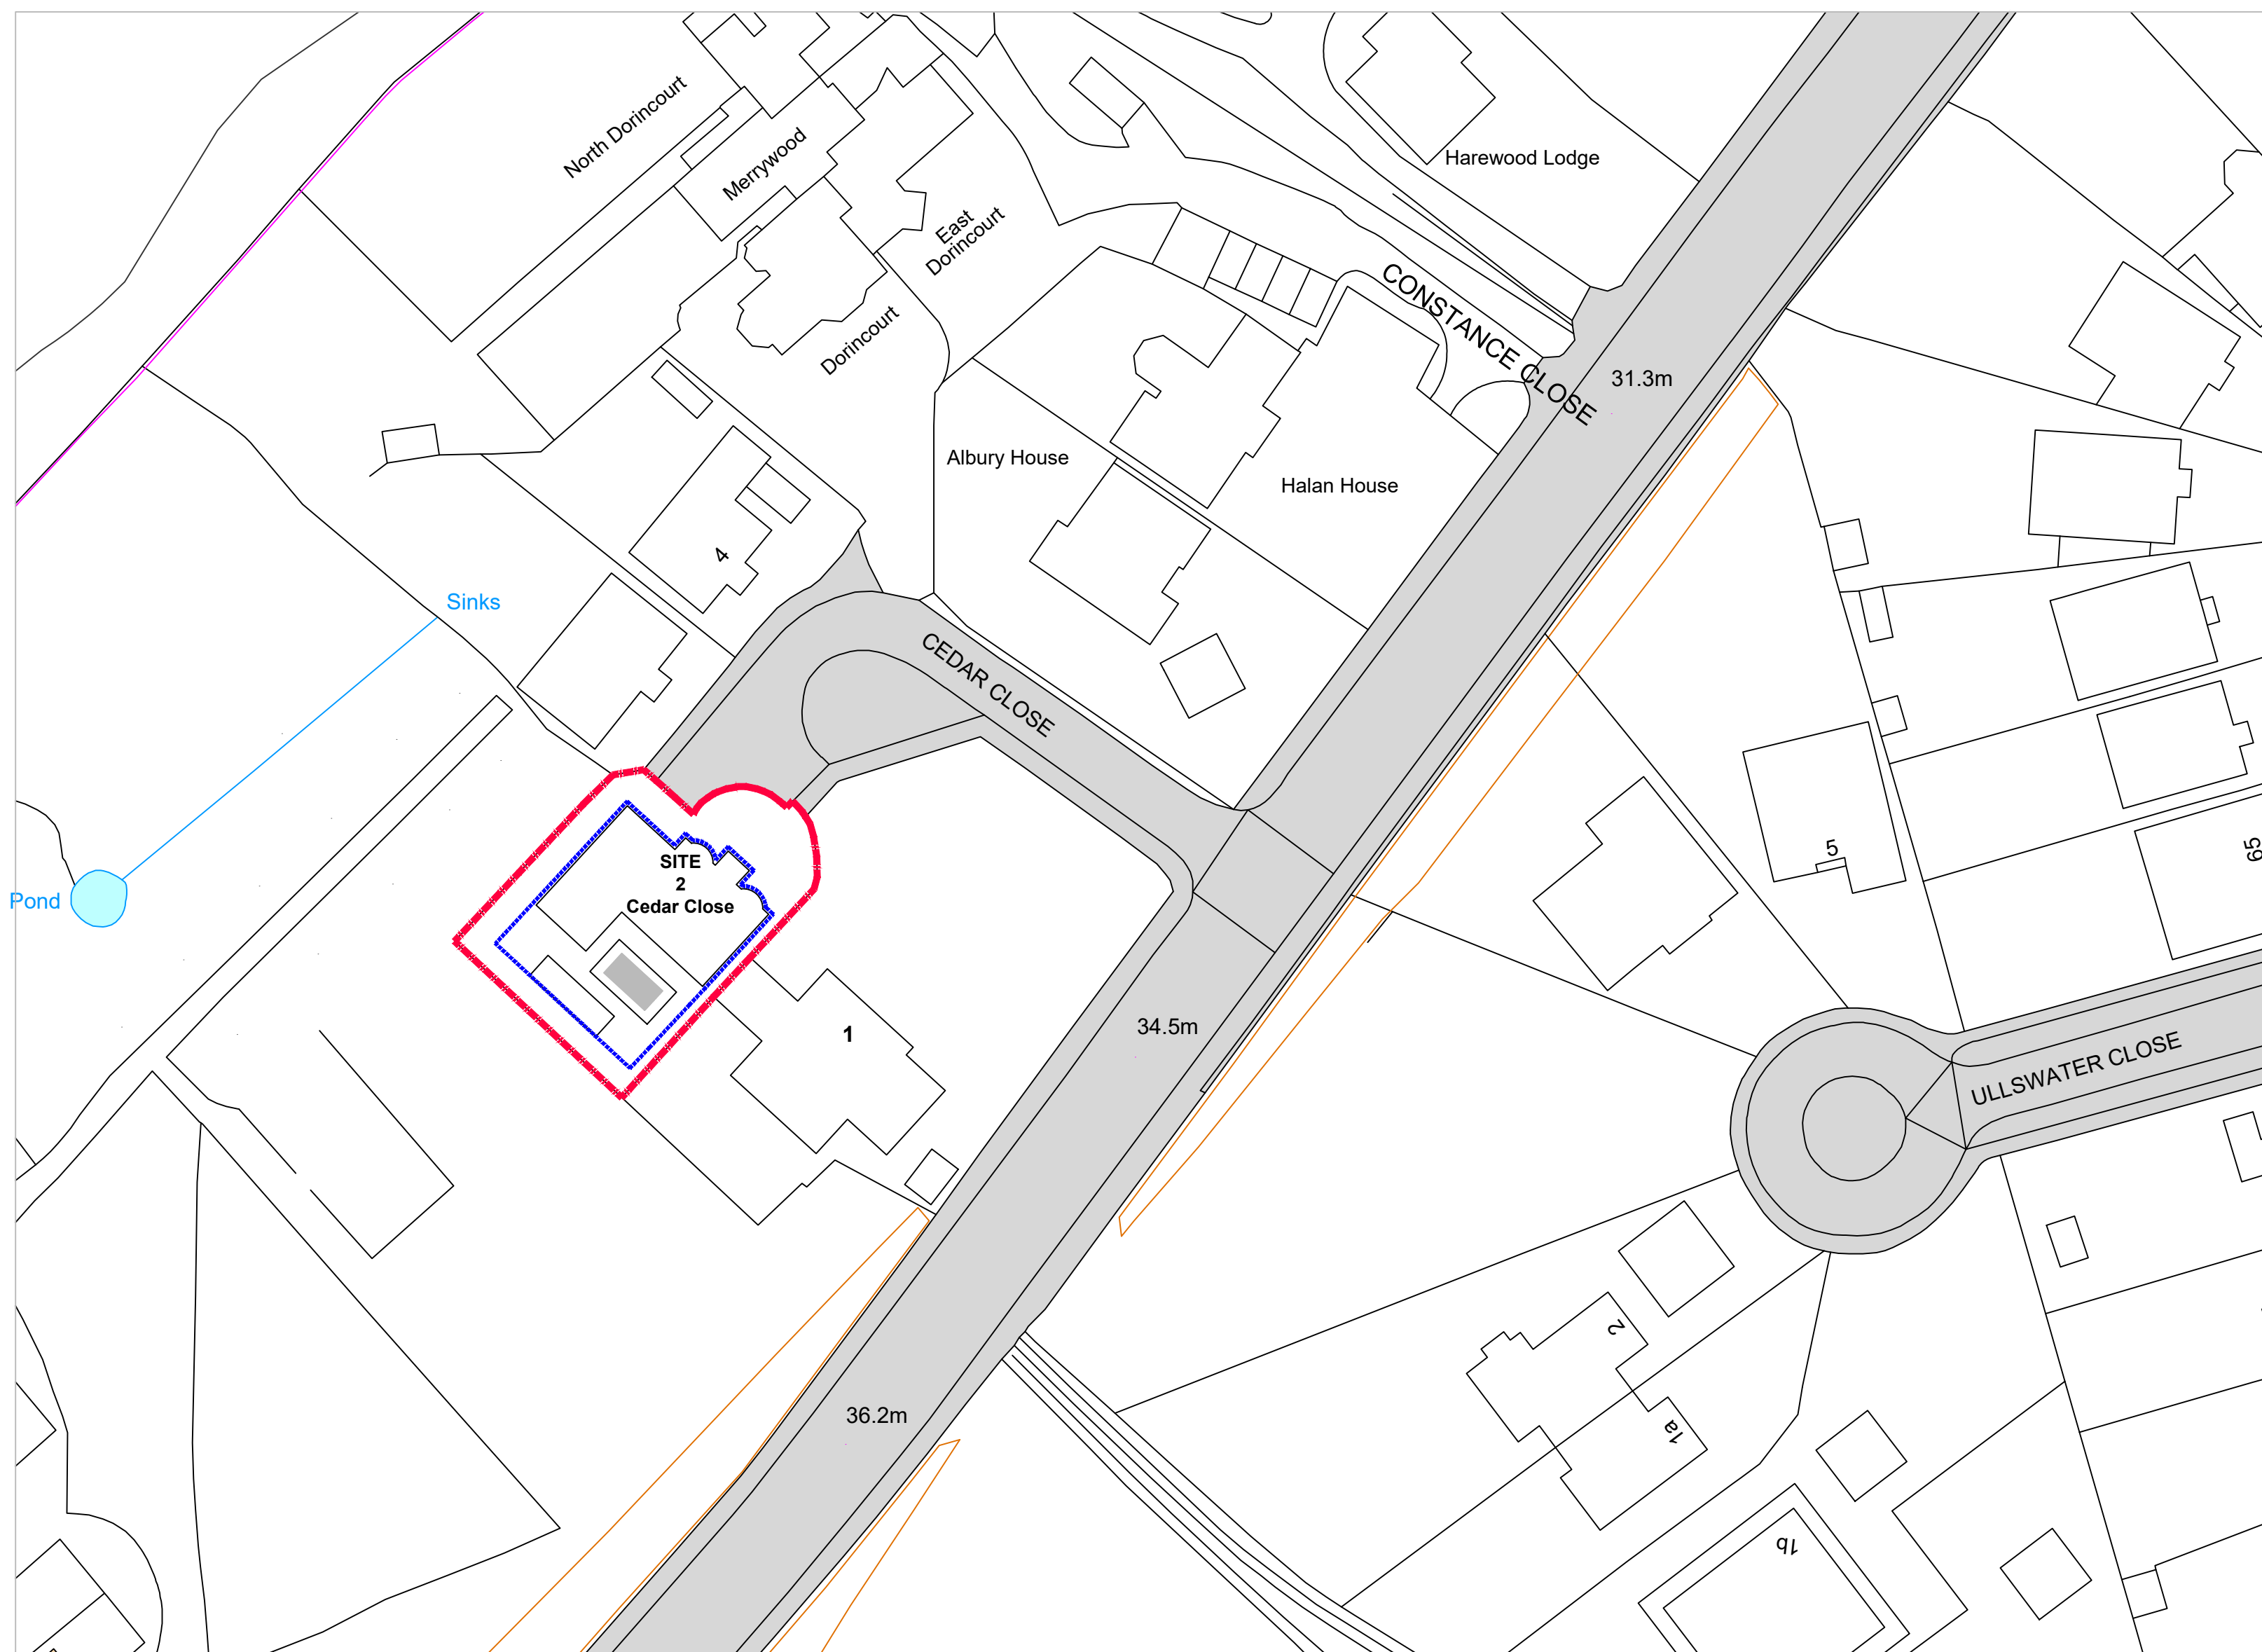 North Dorincourt
Merrywood
East
Dorincourt
Dorincourt
Harewood Lodge
CONSTANCE CLOSE
31.3m
Albury House
Halan House
4
Sinks
CEDAR CLOSE
5
65
SITE
2
Cedar Close
Pond
1
34.5m
ULLSWATER CLOSE
2
1a
36.2m
1b